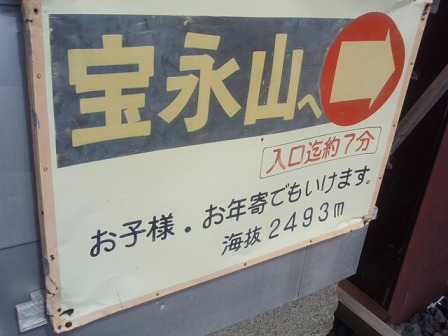 宝永山へ
入口迄約7分
お子様・お年寄でもいけます。
海抜2493m